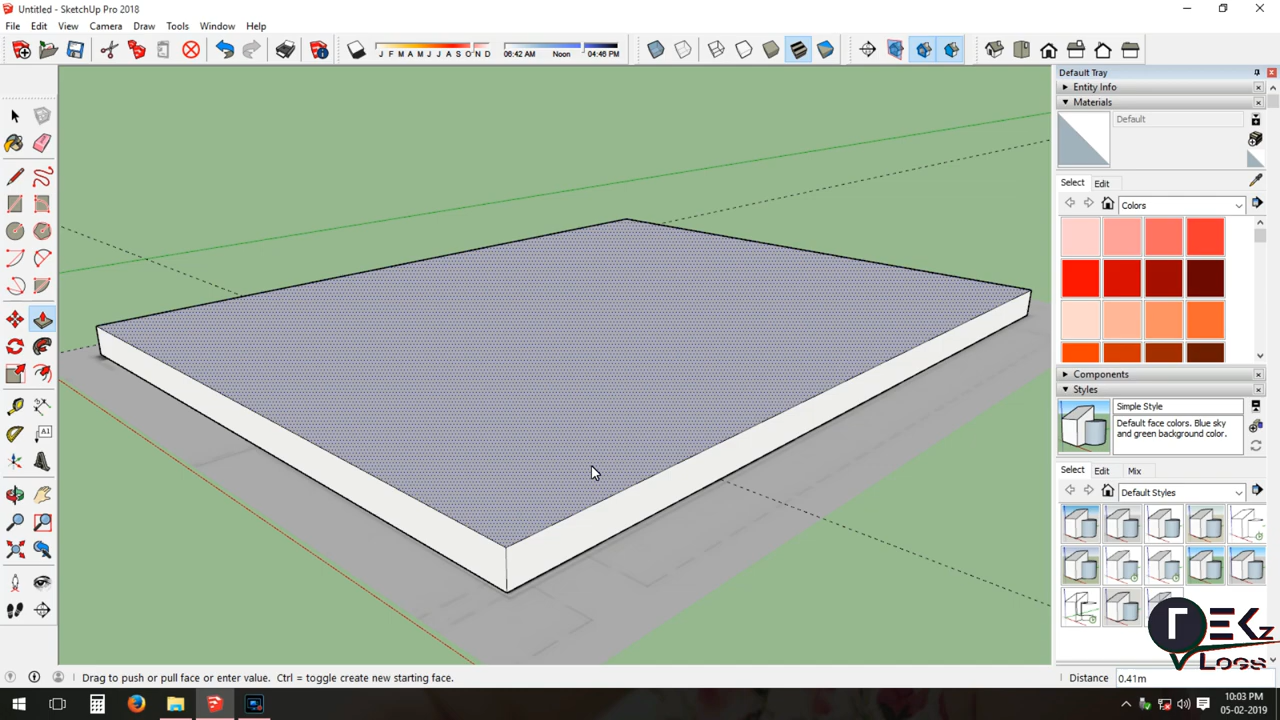 Untitled - SketchUp Pro 2018
File Edit View Camera Draw Tools Window Help
J F M A M J J A S O N D
06:42 AM Noon 04:46 PM
Default Tray
Entity Info
Materials
Default
Select Edit
Colors
A1
Components
Styles
Simple Style
Default face colors. Blue sky and green background color.
Select Edit Mix
Default Styles
TEKz
VLogs
Drag to push or pull face or enter value. Ctrl = toggle create new starting face.
Distance 0.41m
10:03 PM
05-02-2019